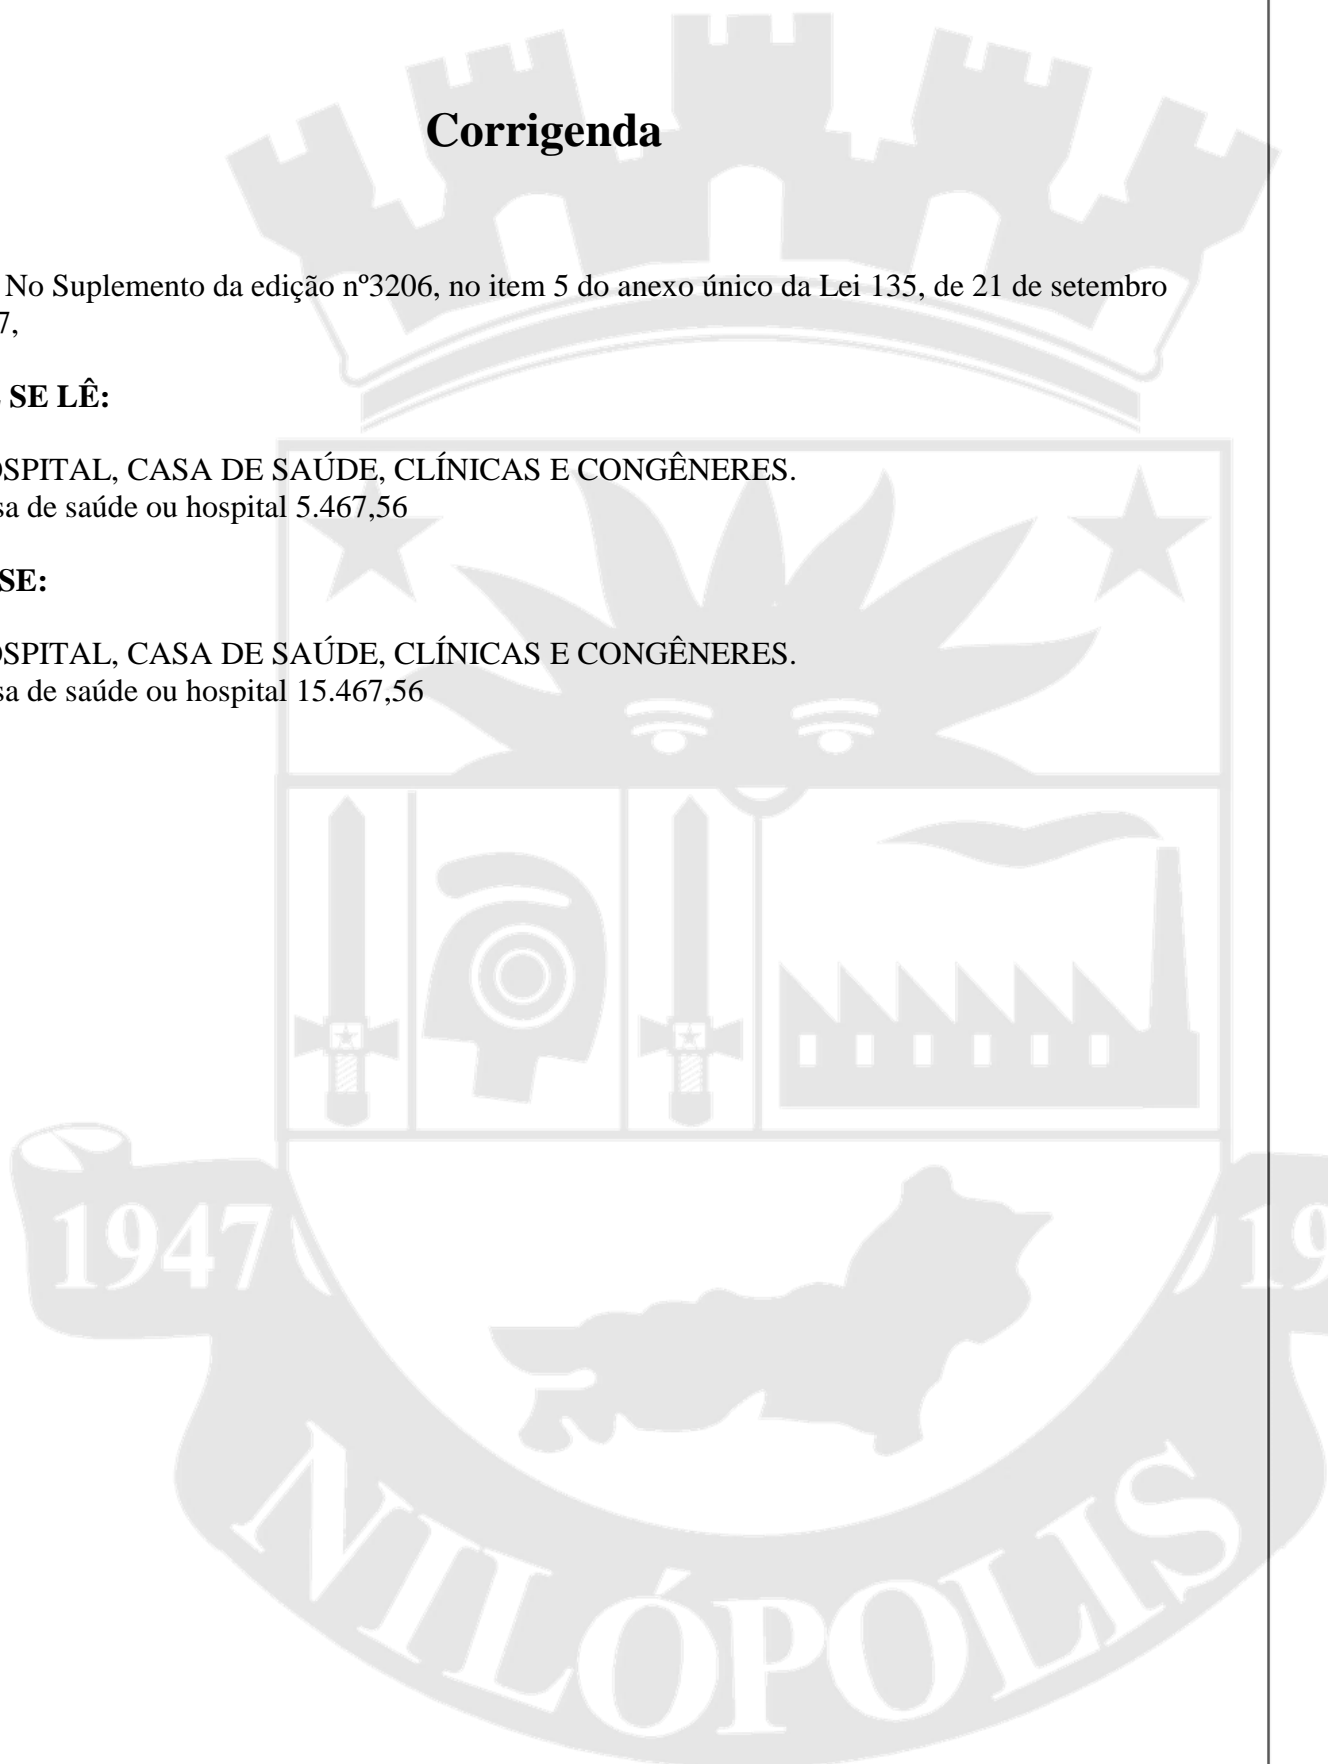 Corrigenda
No Suplemento da edição nº3206, no item 5 do anexo único da Lei 135, de 21 de setembro
7,
SE LÊ:
OSPITAL, CASA DE SAÚDE, CLÍNICAS E CONGÊNERES.
sa de saúde ou hospital 5.467,56
SE:
OSPITAL, CASA DE SAÚDE, CLÍNICAS E CONGÊNERES.
sa de saúde ou hospital 15.467,56
1947
19
NILÓPOLIS